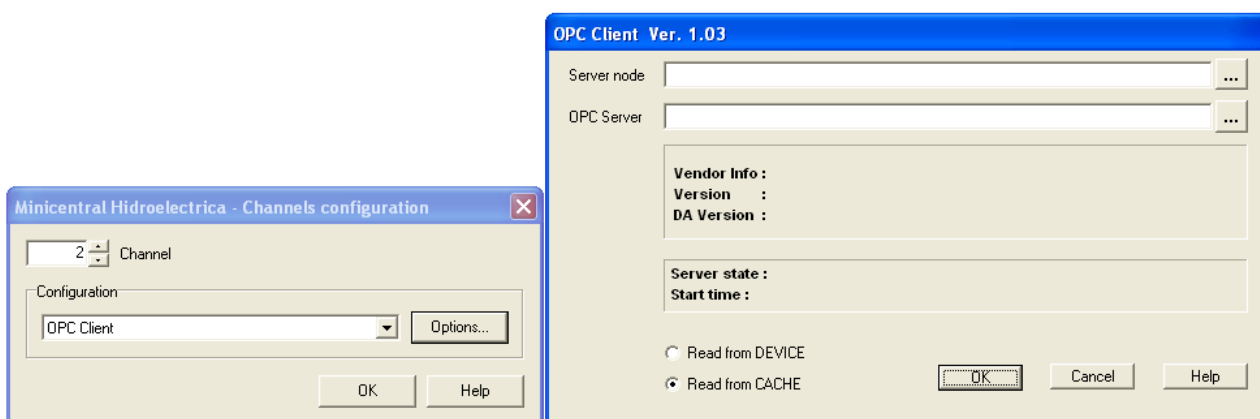 Minicentral Hidroelectrica - Channels configuration
2 Channel
Configuration
OPC Client Options...
OK Help
OPC Client Ver. 1.03
Server node ...
OPC Server ...
Vendor Info :
Version :
DA Version :
Server state :
Start time :
Read from DEVICE
Read from CACHE
OK Cancel Help